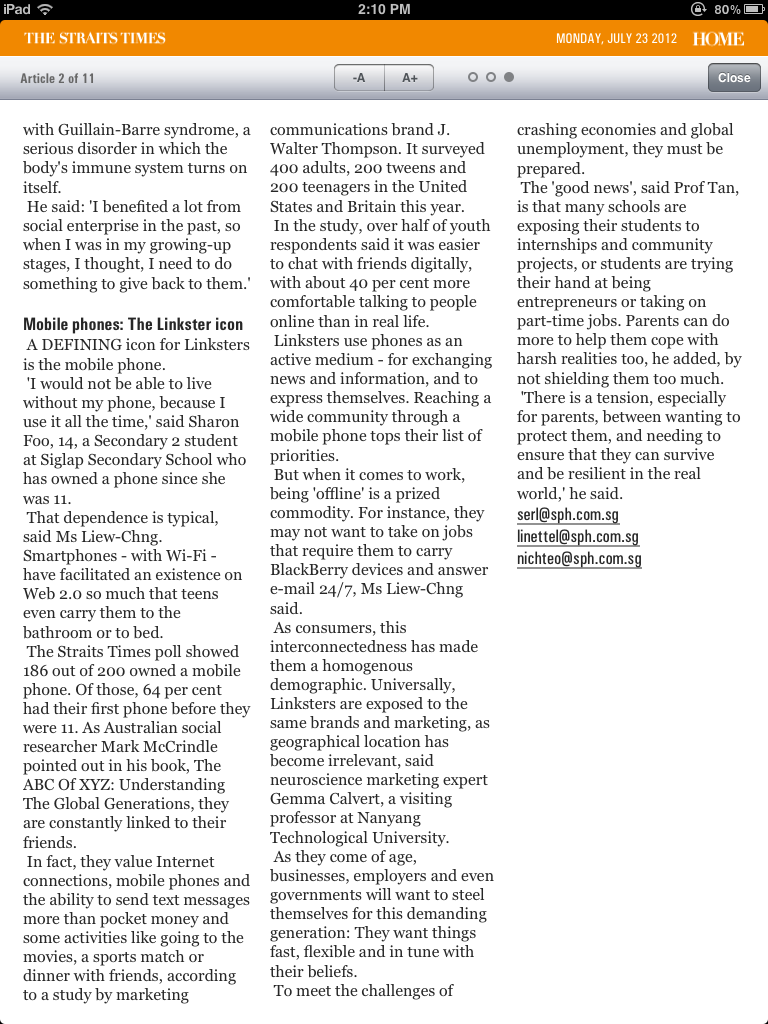 iPad
2:10 PM
80%
THE STRAITS TIMES
MONDAY, JULY 23 2012
HOME
Article 2 of 11
-A
A+
Close
with Guillain-Barre syndrome, a
serious disorder in which the
body's immune system turns on
itself.
He said: 'I benefited a lot from
social enterprise in the past, so
when I was in my growing-up
stages, I thought, I need to do
something to give back to them.'
Mobile phones: The Linkster icon
A DEFINING icon for Linksters
is the mobile phone.
'I would not be able to live
without my phone, because I
use it all the time,' said Sharon
Foo, 14, a Secondary 2 student
at Siglap Secondary School who
has owned a phone since she
was 11.
That dependence is typical,
said Ms Liew-Chng.
Smartphones - with Wi-Fi -
have facilitated an existence on
Web 2.0 so much that teens
even carry them to the
bathroom or to bed.
The Straits Times poll showed
186 out of 200 owned a mobile
phone. Of those, 64 per cent
had their first phone before they
were 11. As Australian social
researcher Mark McCrindle
pointed out in his book, The
ABC Of XYZ: Understanding
The Global Generations, they
are constantly linked to their
friends.
In fact, they value Internet
connections, mobile phones and
the ability to send text messages
more than pocket money and
some activities like going to the
movies, a sports match or
dinner with friends, according
to a study by marketing
communications brand J.
Walter Thompson. It surveyed
400 adults, 200 tweens and
200 teenagers in the United
States and Britain this year.
In the study, over half of youth
respondents said it was easier
to chat with friends digitally,
with about 40 per cent more
comfortable talking to people
online than in real life.
Linksters use phones as an
active medium - for exchanging
news and information, and to
express themselves. Reaching a
wide community through a
mobile phone tops their list of
priorities.
But when it comes to work,
being 'offline' is a prized
commodity. For instance, they
may not want to take on jobs
that require them to carry
BlackBerry devices and answer
e-mail 24/7, Ms Liew-Chng
said.
As consumers, this
interconnectedness has made
them a homogenous
demographic. Universally,
Linksters are exposed to the
same brands and marketing, as
geographical location has
become irrelevant, said
neuroscience marketing expert
Gemma Calvert, a visiting
professor at Nanyang
Technological University.
As they come of age,
businesses, employers and even
governments will want to steel
themselves for this demanding
generation: They want things
fast, flexible and in tune with
their beliefs.
To meet the challenges of
crashing economies and global
unemployment, they must be
prepared.
The 'good news', said Prof Tan,
is that many schools are
exposing their students to
internships and community
projects, or students are trying
their hand at being
entrepreneurs or taking on
part-time jobs. Parents can do
more to help them cope with
harsh realities too, he added, by
not shielding them too much.
'There is a tension, especially
for parents, between wanting to
protect them, and needing to
ensure that they can survive
and be resilient in the real
world,' he said.
serl@sph.com.sg
linettel@sph.com.sg
nichteo@sph.com.sg